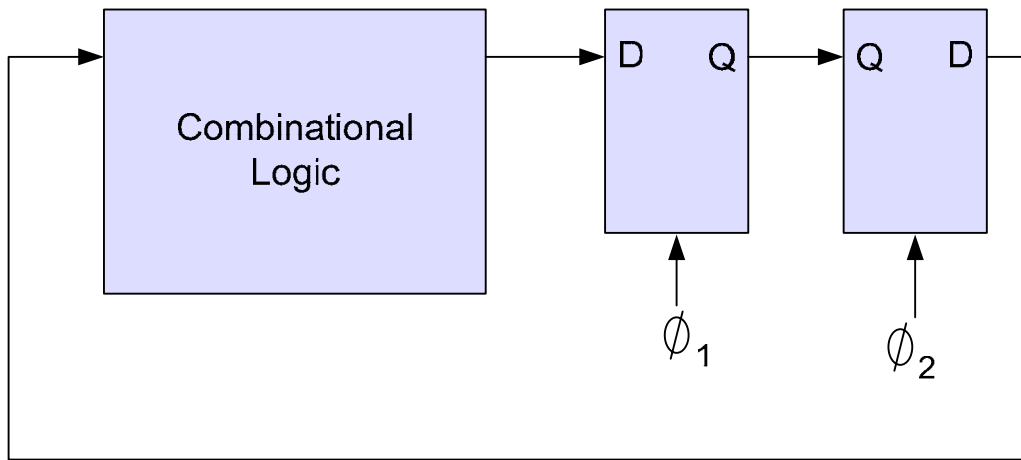 Combinational
Logic
D Q
Q D
ϕ1
ϕ2